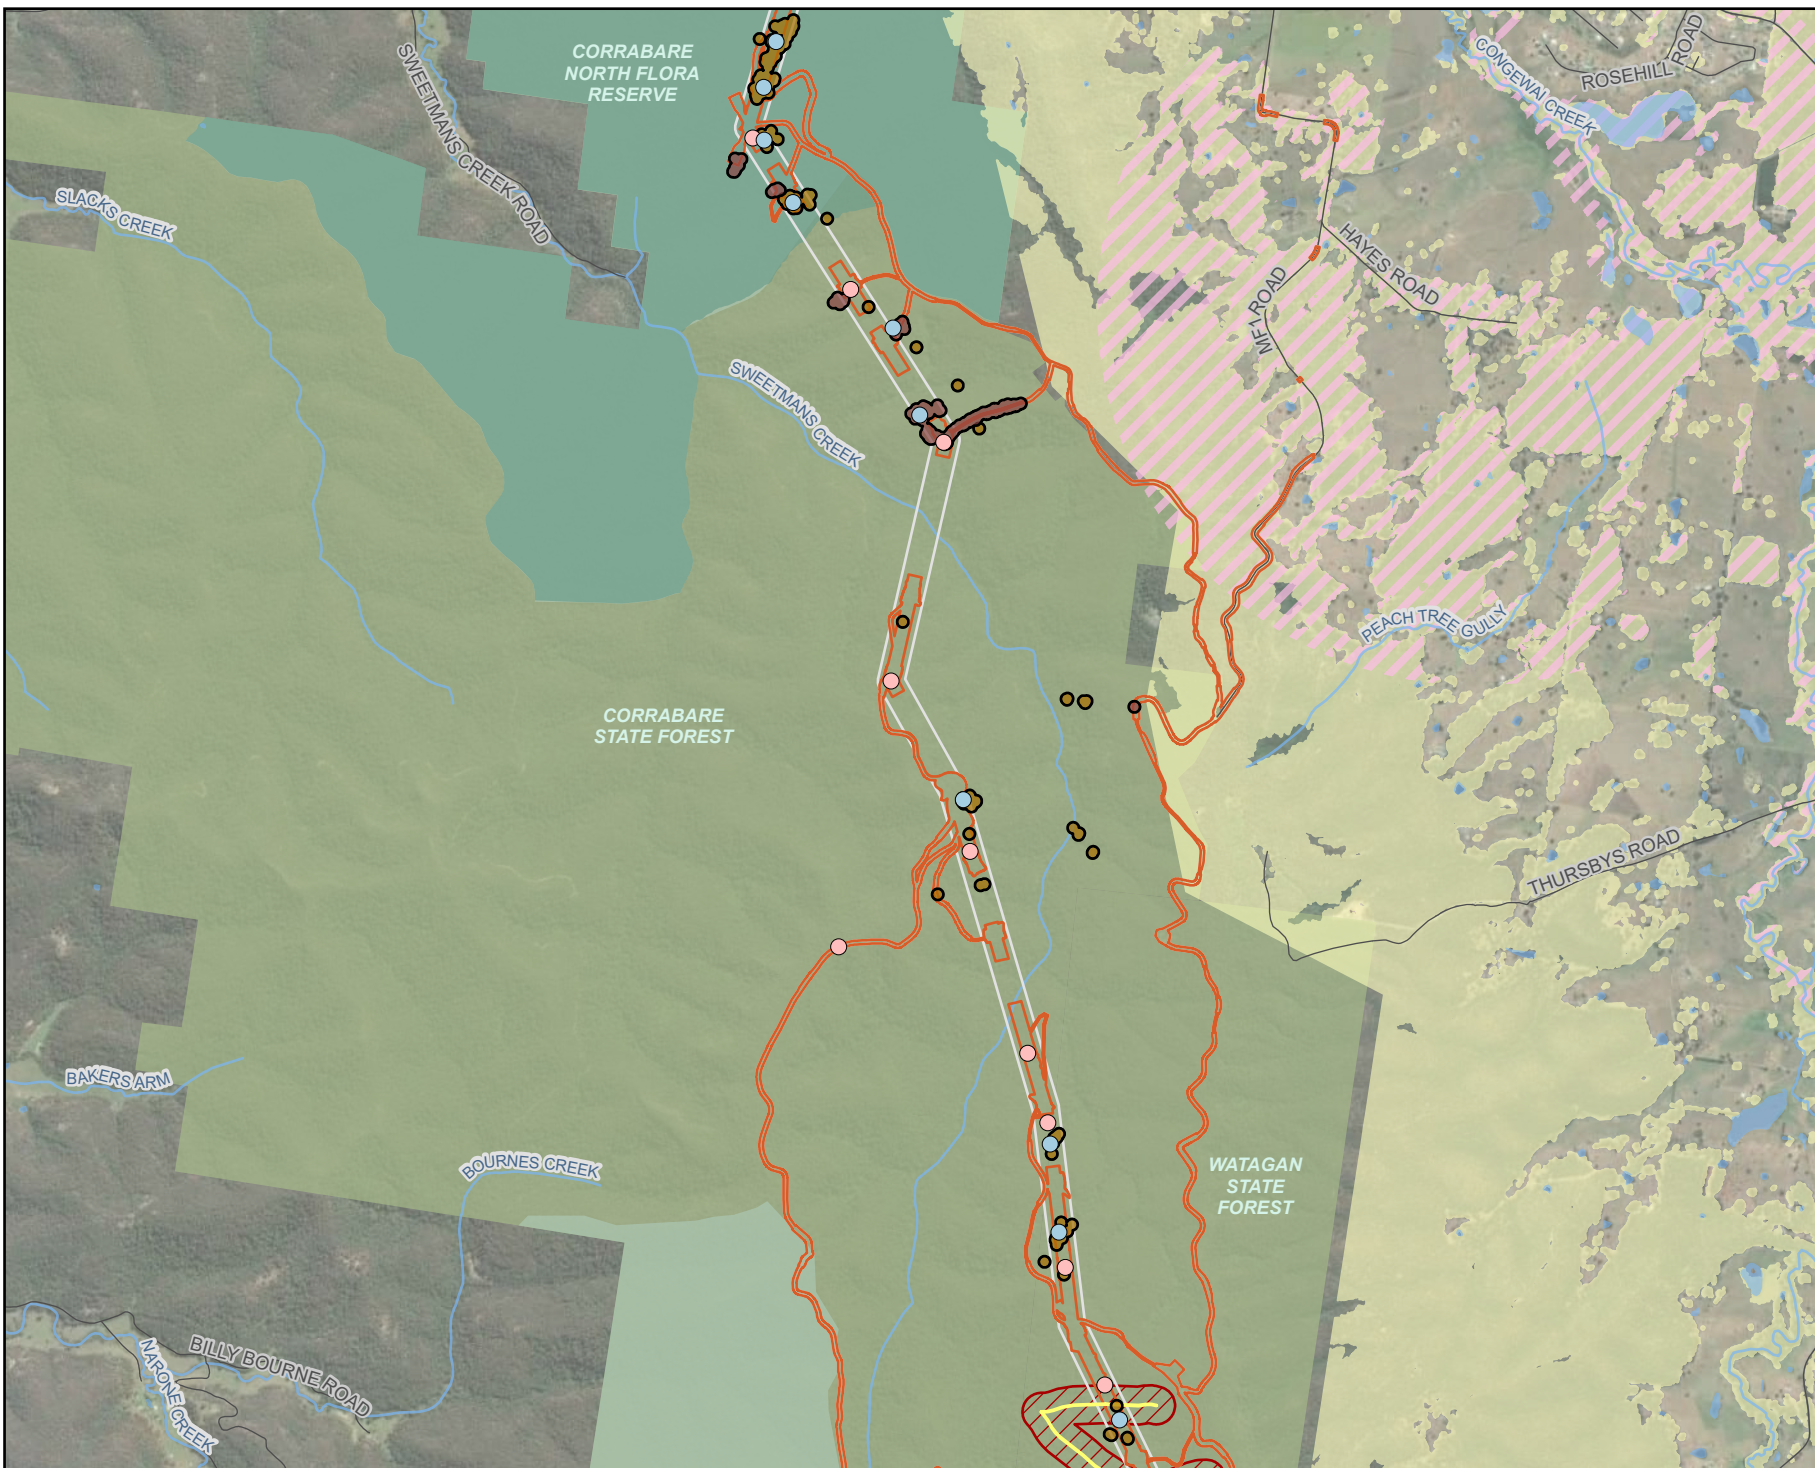 CORRABARE
NORTH FLORA
RESERVE
SWEETMANS CREEK ROAD
CONGEWAI CREEK
ROSEHILL ROAD
SLACKS CREEK
HAYES ROAD
MF1 ROAD
SWEETMANS CREEK
PEACH TREE GULLY
CORRABARE
STATE FOREST
THURSBYS ROAD
BAKERS ARM
BOURNES CREEK
WATAGAN
STATE
FOREST
BILLY BOURNE ROAD
NARONE CREEK